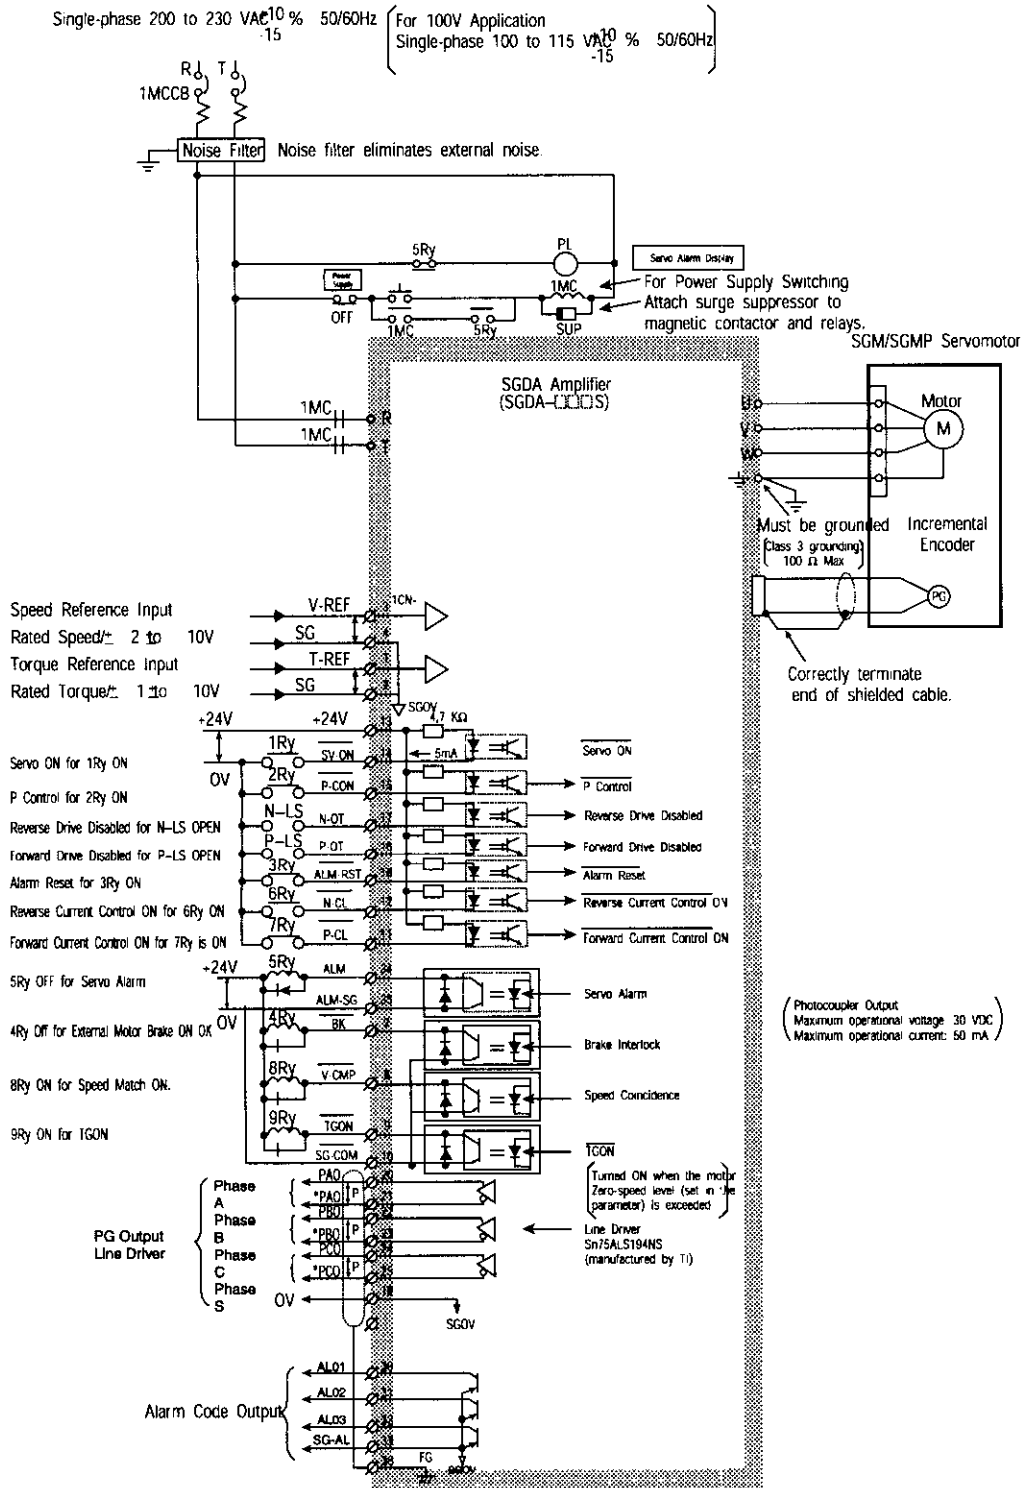 Single-phase 200 to 230 VAC +10 -15 % 50/60Hz
For 100V Application
Single-phase 100 to 115 VAC +10 -15 % 50/60Hz
R T
1MCCB
Noise Filter
Noise filter eliminates external noise.
5Ry
PL
Servo Alarm Display
Power Supply
OFF
1MC
5Ry
1MC
SUP
For Power Supply Switching
Attach surge suppressor to
magnetic contactor and relays.
SGM/SGMP Servomotor
SGDA Amplifier
(SGDA-□□□S)
1MC R
1MC T
U
V
W
Motor
M
Must be grounded
(Class 3 grounding)
100 Ω Max
Incremental
Encoder
PG
Correctly terminate
end of shielded cable.
Speed Reference Input
V-REF
1CN-
Rated Speed/± 2 to 10V
SG
Torque Reference Input
T-REF
Rated Torque/± 1 to 10V
SG
SG0V
+24V
+24V
4,7 KΩ
5mA
0V
Servo ON for 1Ry ON
1Ry
SV-ON
Servo ON
P Control for 2Ry ON
2Ry
P-CON
P Control
Reverse Drive Disabled for N-LS OPEN
N-LS
N-OT
Reverse Drive Disabled
Forward Drive Disabled for P-LS OPEN
P-LS
P-OT
Forward Drive Disabled
Alarm Reset for 3Ry ON
3Ry
ALM-RST
Alarm Reset
Reverse Current Control ON for 6Ry ON
6Ry
N-CL
Reverse Current Control ON
Forward Current Control ON for 7Ry is ON
7Ry
P-CL
Forward Current Control ON
+24V
5Ry OFF for Servo Alarm
5Ry
ALM
ALM-SG
Servo Alarm
0V
4Ry Off for External Motor Brake ON OK
4Ry
BK
Brake Interlock
8Ry ON for Speed Match ON.
8Ry
V-CMP
Speed Coincidence
9Ry ON for TGON
9Ry
TGON
SG-COM
TGON
Turned ON when the motor
Zero-speed level (set in the
parameter) is exceeded
Photocoupler Output
Maximum operational voltage: 30 VDC
Maximum operational current: 50 mA
PG Output
Line Driver
Phase
A
Phase
B
Phase
C
Phase
S
PAO
*PAO
P
PBO
*PBO
P
PCO
*PCO
P
0V
SG0V
Line Driver
Sn75ALS194NS
(manufactured by TI)
Alarm Code Output
AL01
AL02
AL03
SG-AL
FG